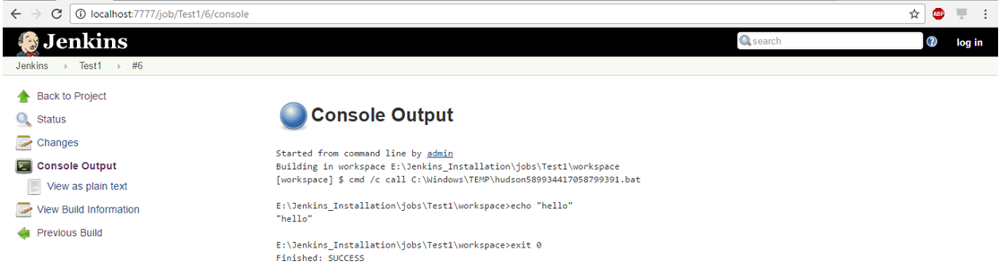 localhost:7777/job/Test1/6/console
ABP
Jenkins
search
log in
Jenkins Test1 #6
Back to Project
Status
Changes
Console Output
View as plain text
View Build Information
Previous Build
Console Output
Started from command line by admin
Building in workspace E:\Jenkins_Installation\jobs\Test1\workspace
[workspace] $ cmd /c call C:\Windows\TEMP\hudson589934417058799391.bat
E:\Jenkins_Installation\jobs\Test1\workspace>echo "hello"
"hello"
E:\Jenkins_Installation\jobs\Test1\workspace>exit 0
Finished: SUCCESS